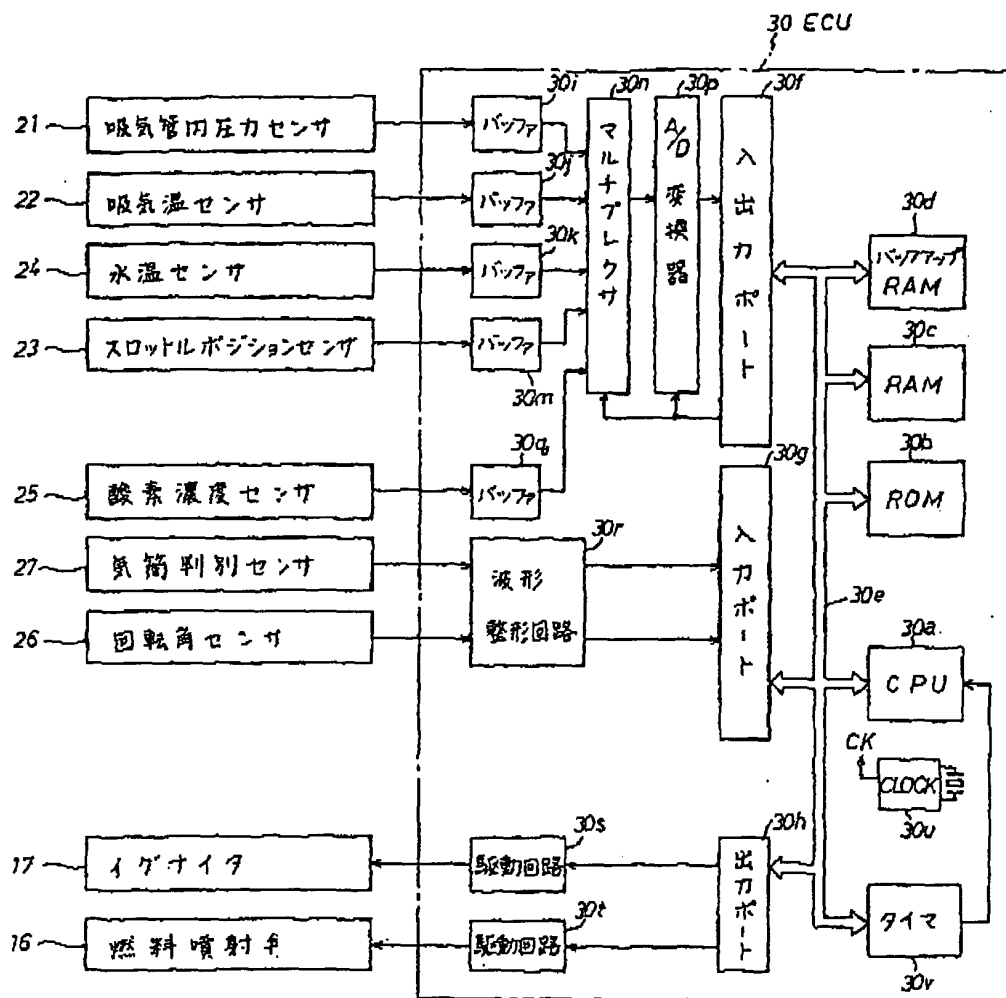 30 ECU
21 吸気管内圧力センサ
30i バッファ
30n マルチプレクサ
30p A/D変換器
30f 入出力ポート
22 吸気温センサ
30j バッファ
24 水温センサ
30k バッファ
23 スロットルポジションセンサ
バッファ 30m
30d バックアップ RAM
30c RAM
30b ROM
25 酸素濃度センサ
30q バッファ
27 気筒判別センサ
26 回転角センサ
30r 波形整形回路
30g 入力ポート
30e
30a CPU
CK
CLOCK
30u
17 イグナイタ
30s 駆動回路
30h 出力ポート
16 燃料噴射弁
30t 駆動回路
タイマ
30v